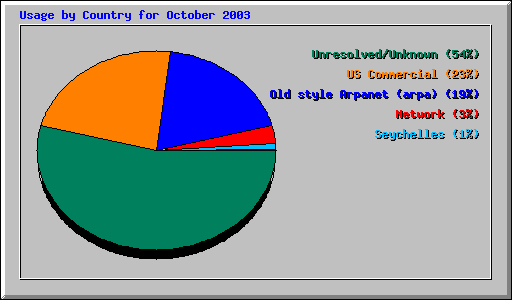 Usage by Country for October 2003
Unresolved/Unknown (54%)
US Commercial (23%)
Old style Arpanet (arpa) (19%)
Network (3%)
Seychelles (1%)